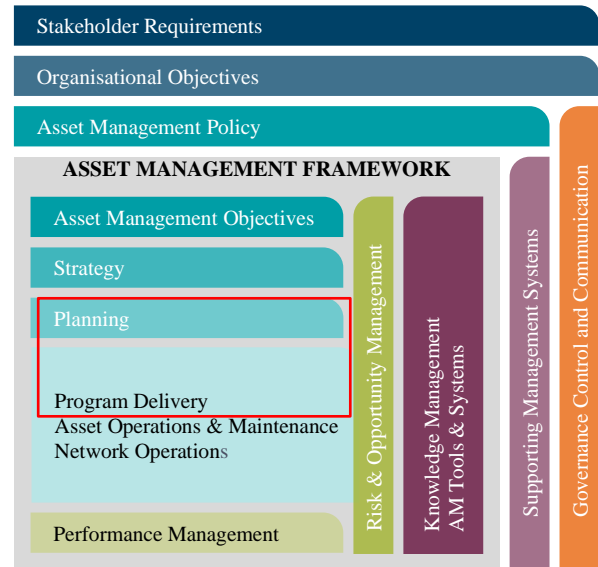 Stakeholder Requirements
Organisational Objectives
Asset Management Policy
ASSET MANAGEMENT FRAMEWORK
Asset Management Objectives
Strategy
Planning
Program Delivery
Asset Operations & Maintenance
Network Operations
Performance Management
Risk & Opportunity Management
Knowledge Management
AM Tools & Systems
Supporting Management Systems
Governance Control and Communication